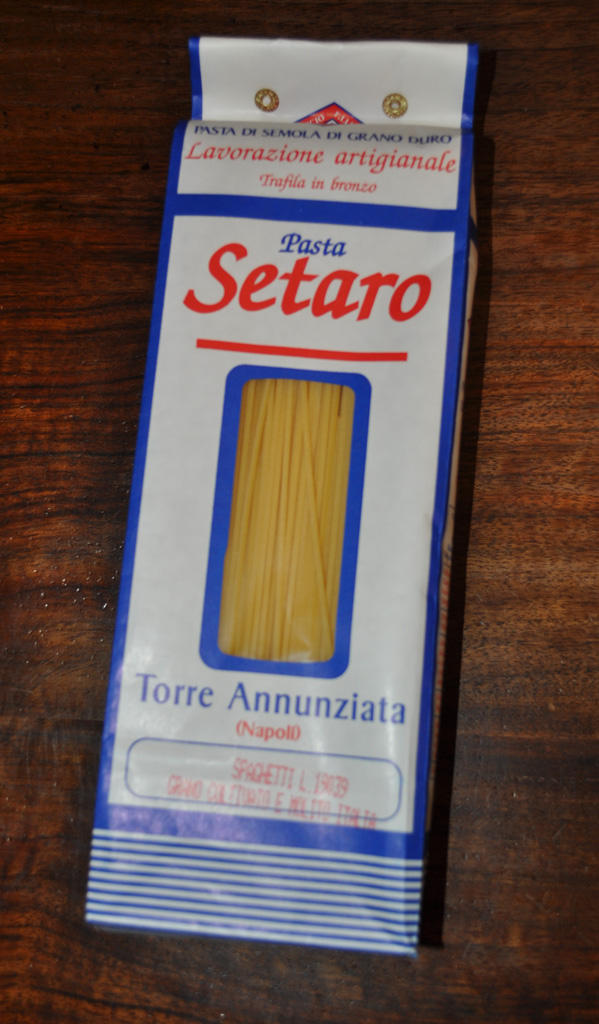 PASTA DI SEMOLA DI GRANO DURO
Lavorazione artigianale
Trafila in bronzo
Pasta
Setaro
Torre Annunziata
(Napoli)
SPAGHETTI L.19039
GRANO COLTIVATO E MOLITO ITALIA